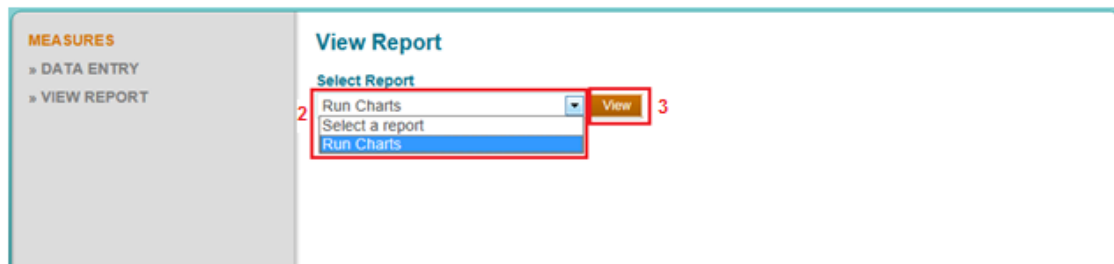 MEASURES
» DATA ENTRY
» VIEW REPORT
View Report
Select Report
Run Charts
View
3
2
Select a report
Run Charts